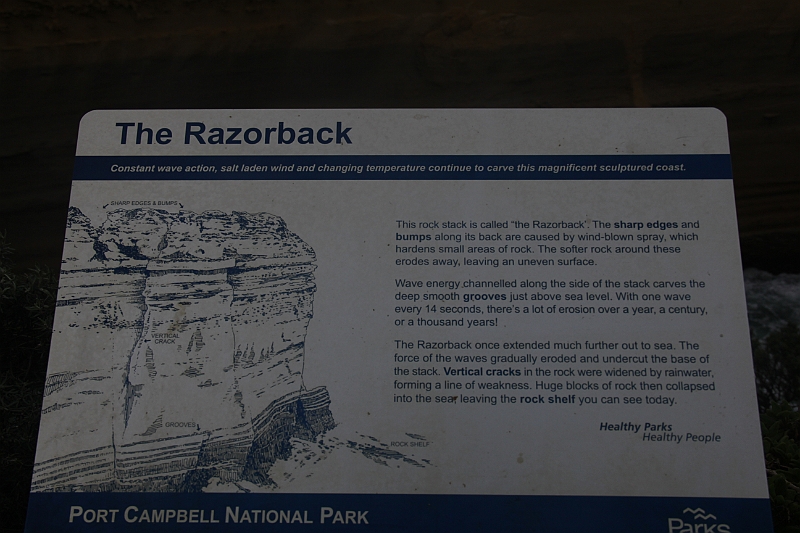 The Razorback
Constant wave action, salt laden wind and changing temperature continue to carve this magnificent sculptured coast.
SHARP EDGES & BUMPS
This rock stack is called "the Razorback". The sharp edges and
bumps along its back are caused by wind-blown spray, which
hardens small areas of rock. The softer rock around these
erodes away, leaving an uneven surface.
Wave energy channelled along the side of the stack carves the
deep smooth grooves just above sea level. With one wave
every 14 seconds, there's a lot of erosion over a year, a century,
or a thousand years!
VERTICAL
CRACK
The Razorback once extended much further out to sea. The
force of the waves gradually eroded and undercut the base of
the stack. Vertical cracks in the rock were widened by rainwater,
forming a line of weakness. Huge blocks of rock then collapsed
into the sea, leaving the rock shelf you can see today.
GROOVES
ROCK SHELF
Healthy Parks
Healthy People
PORT CAMPBELL NATIONAL PARK
Parks